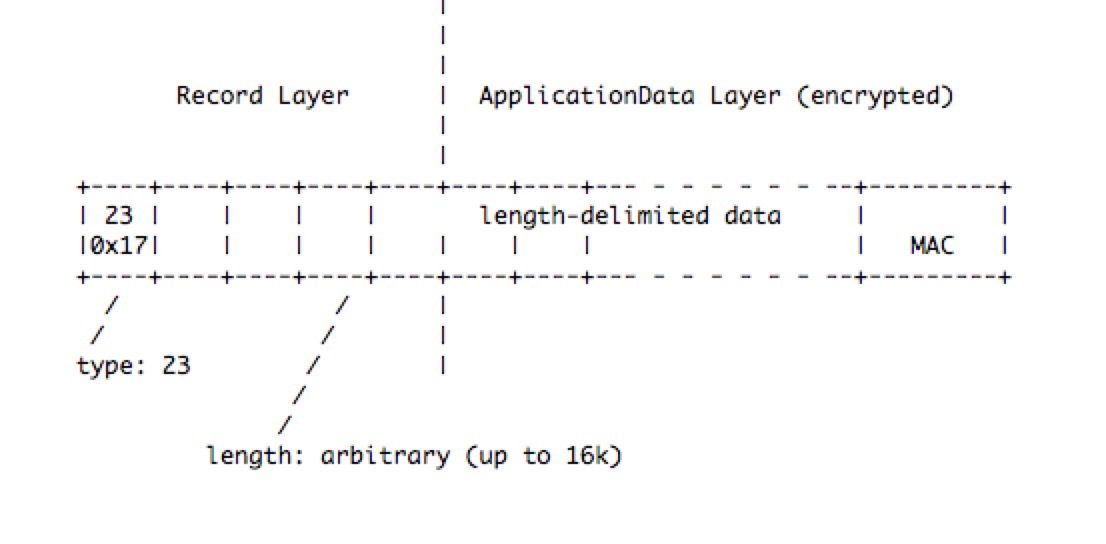 |
|
|
Record Layer | ApplicationData Layer (encrypted)
|
|
+----+----+----+----+----+----+----+--- - - - - - - --+---------+
| 23 | | | | length-delimited data | |
|0x17| | | | | | | | MAC |
+----+----+----+----+----+----+----+--- - - - - - - --+---------+
/ / |
/ / |
type: 23 / |
/
/
length: arbitrary (up to 16k)